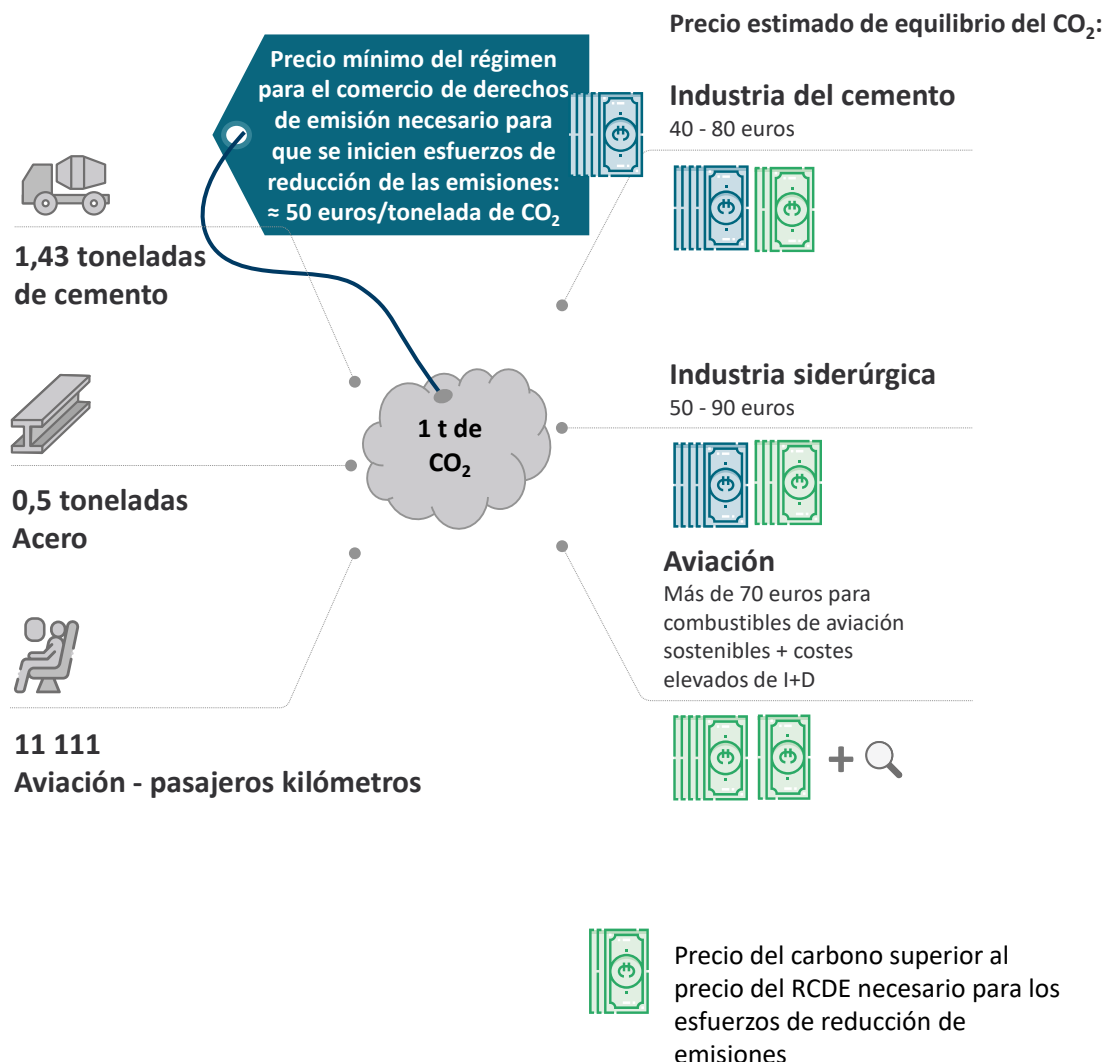 Precio estimado de equilibrio del CO₂:
Precio mínimo del régimen
para el comercio de derechos
de emisión necesario para
que se inicien esfuerzos de
reducción de las emisiones:
≈ 50 euros/tonelada de CO₂
Industria del cemento
40 - 80 euros
1,43 toneladas
de cemento
Industria siderúrgica
50 - 90 euros
1 t de
CO₂
0,5 toneladas
Acero
Aviación
Más de 70 euros para
combustibles de aviación
sostenibles + costes
elevados de I+D
11 111
Aviación - pasajeros kilómetros
+
Precio del carbono superior al
precio del RCDE necesario para los
esfuerzos de reducción de
emisiones